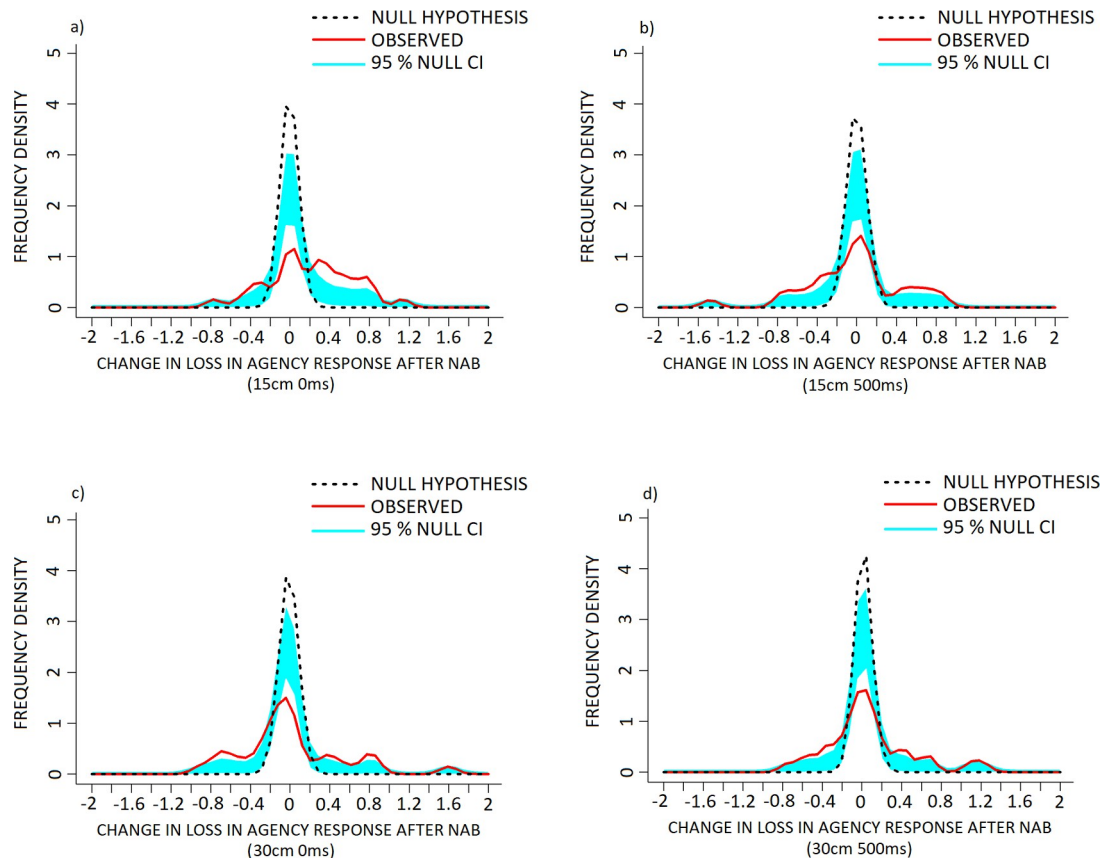 a)
NULL HYPOTHESIS
OBSERVED
95 % NULL CI
FREQUENCY DENSITY
5
4
3
2
1
0
-2 -1.6 -1.2 -0.8 -0.4 0 0.4 0.8 1.2 1.6 2
CHANGE IN LOSS IN AGENCY RESPONSE AFTER NAB
(15cm 0ms)
b)
NULL HYPOTHESIS
OBSERVED
95 % NULL CI
FREQUENCY DENSITY
5
4
3
2
1
0
-2 -1.6 -1.2 -0.8 -0.4 0 0.4 0.8 1.2 1.6 2
CHANGE IN LOSS IN AGENCY RESPONSE AFTER NAB
(15cm 500ms)
c)
NULL HYPOTHESIS
OBSERVED
95 % NULL CI
FREQUENCY DENSITY
5
4
3
2
1
0
-2 -1.6 -1.2 -0.8 -0.4 0 0.4 0.8 1.2 1.6 2
CHANGE IN LOSS IN AGENCY RESPONSE AFTER NAB
(30cm 0ms)
d)
NULL HYPOTHESIS
OBSERVED
95 % NULL CI
FREQUENCY DENSITY
5
4
3
2
1
0
-2 -1.6 -1.2 -0.8 -0.4 0 0.4 0.8 1.2 1.6 2
CHANGE IN LOSS IN AGENCY RESPONSE AFTER NAB
(30cm 500ms)